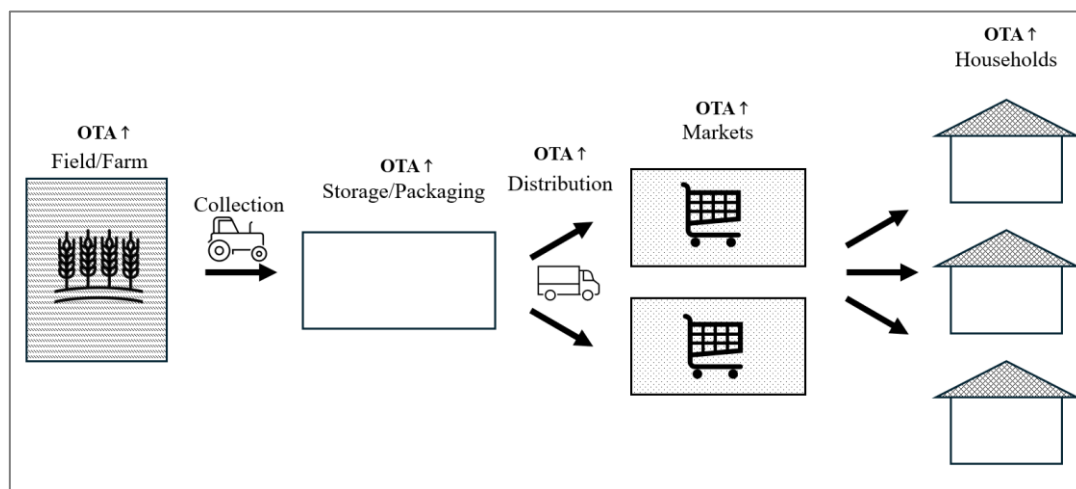 OTA ↑
Field/Farm
Collection
OTA ↑
Storage/Packaging
OTA ↑
Distribution
OTA ↑
Markets
OTA ↑
Households